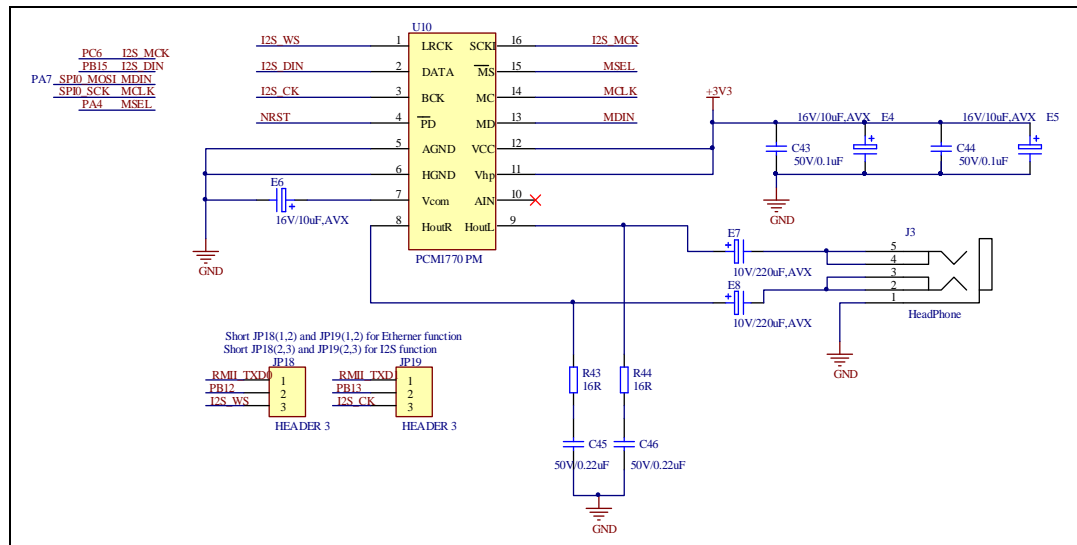 U10
PC6 I2S_MCK
PB15 I2S_DIN
PA7 SPI0_MOSI MDIN
SPI0_SCK MCLK
PA4 MSEL
I2S_WS 1 LRCK SCKI 16 I2S_MCK
I2S_DIN 2 DATA MS 15 MSEL
I2S_CK 3 BCK MC 14 MCLK
NRST 4 PD MD 13 MDIN
5 AGND VCC 12
6 HGND Vhp 11
7 Vcom AIN 10
8 HoutR HoutL 9
PCM1770 PM
E6
16V/10uF,AVX
GND
+3V3
16V/10uF,AVX E4
16V/10uF,AVX E5
C43
50V/0.1uF
C44
50V/0.1uF
GND
E7
10V/220uF,AVX
E8
10V/220uF,AVX
J3
5
4
3
2
1
HeadPhone
GND
Short JP18(1,2) and JP19(1,2) for Etherner function
Short JP18(2,3) and JP19(2,3) for I2S function
JP18
RMII_TXD0 1
PB12 2
I2S_WS 3
HEADER 3
JP19
RMII_TXD1 1
PB13 2
I2S_CK 3
HEADER 3
R43
16R
R44
16R
C45
50V/0.22uF
C46
50V/0.22uF
GND